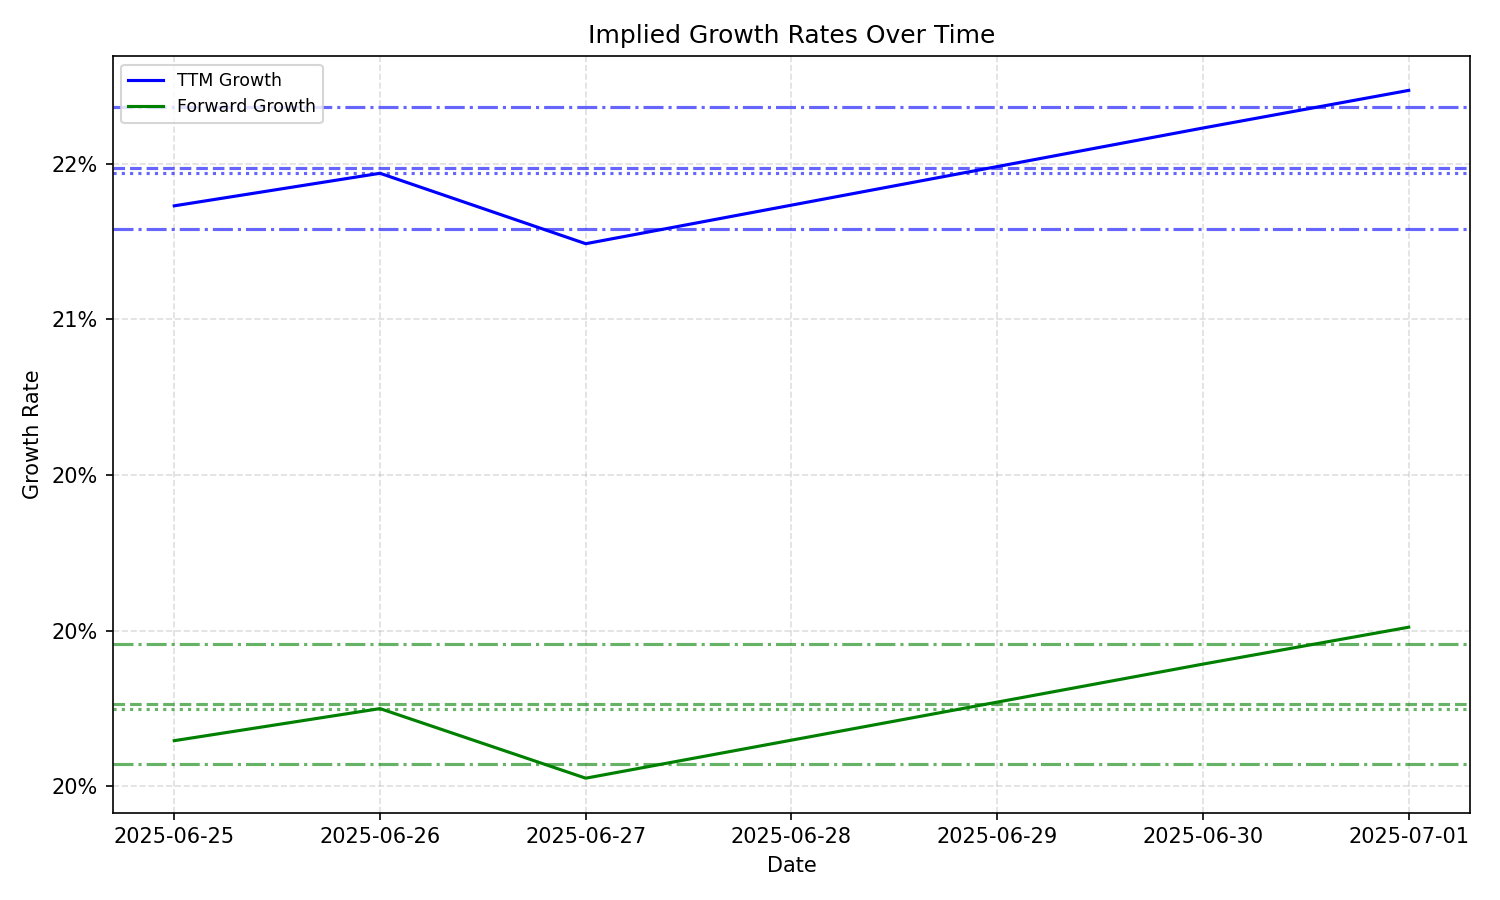 Implied Growth Rates Over Time
TTM Growth
Forward Growth
22%
21%
20%
20%
20%
Growth Rate
2025-06-25
2025-06-26
2025-06-27
2025-06-28
2025-06-29
2025-06-30
2025-07-01
Date